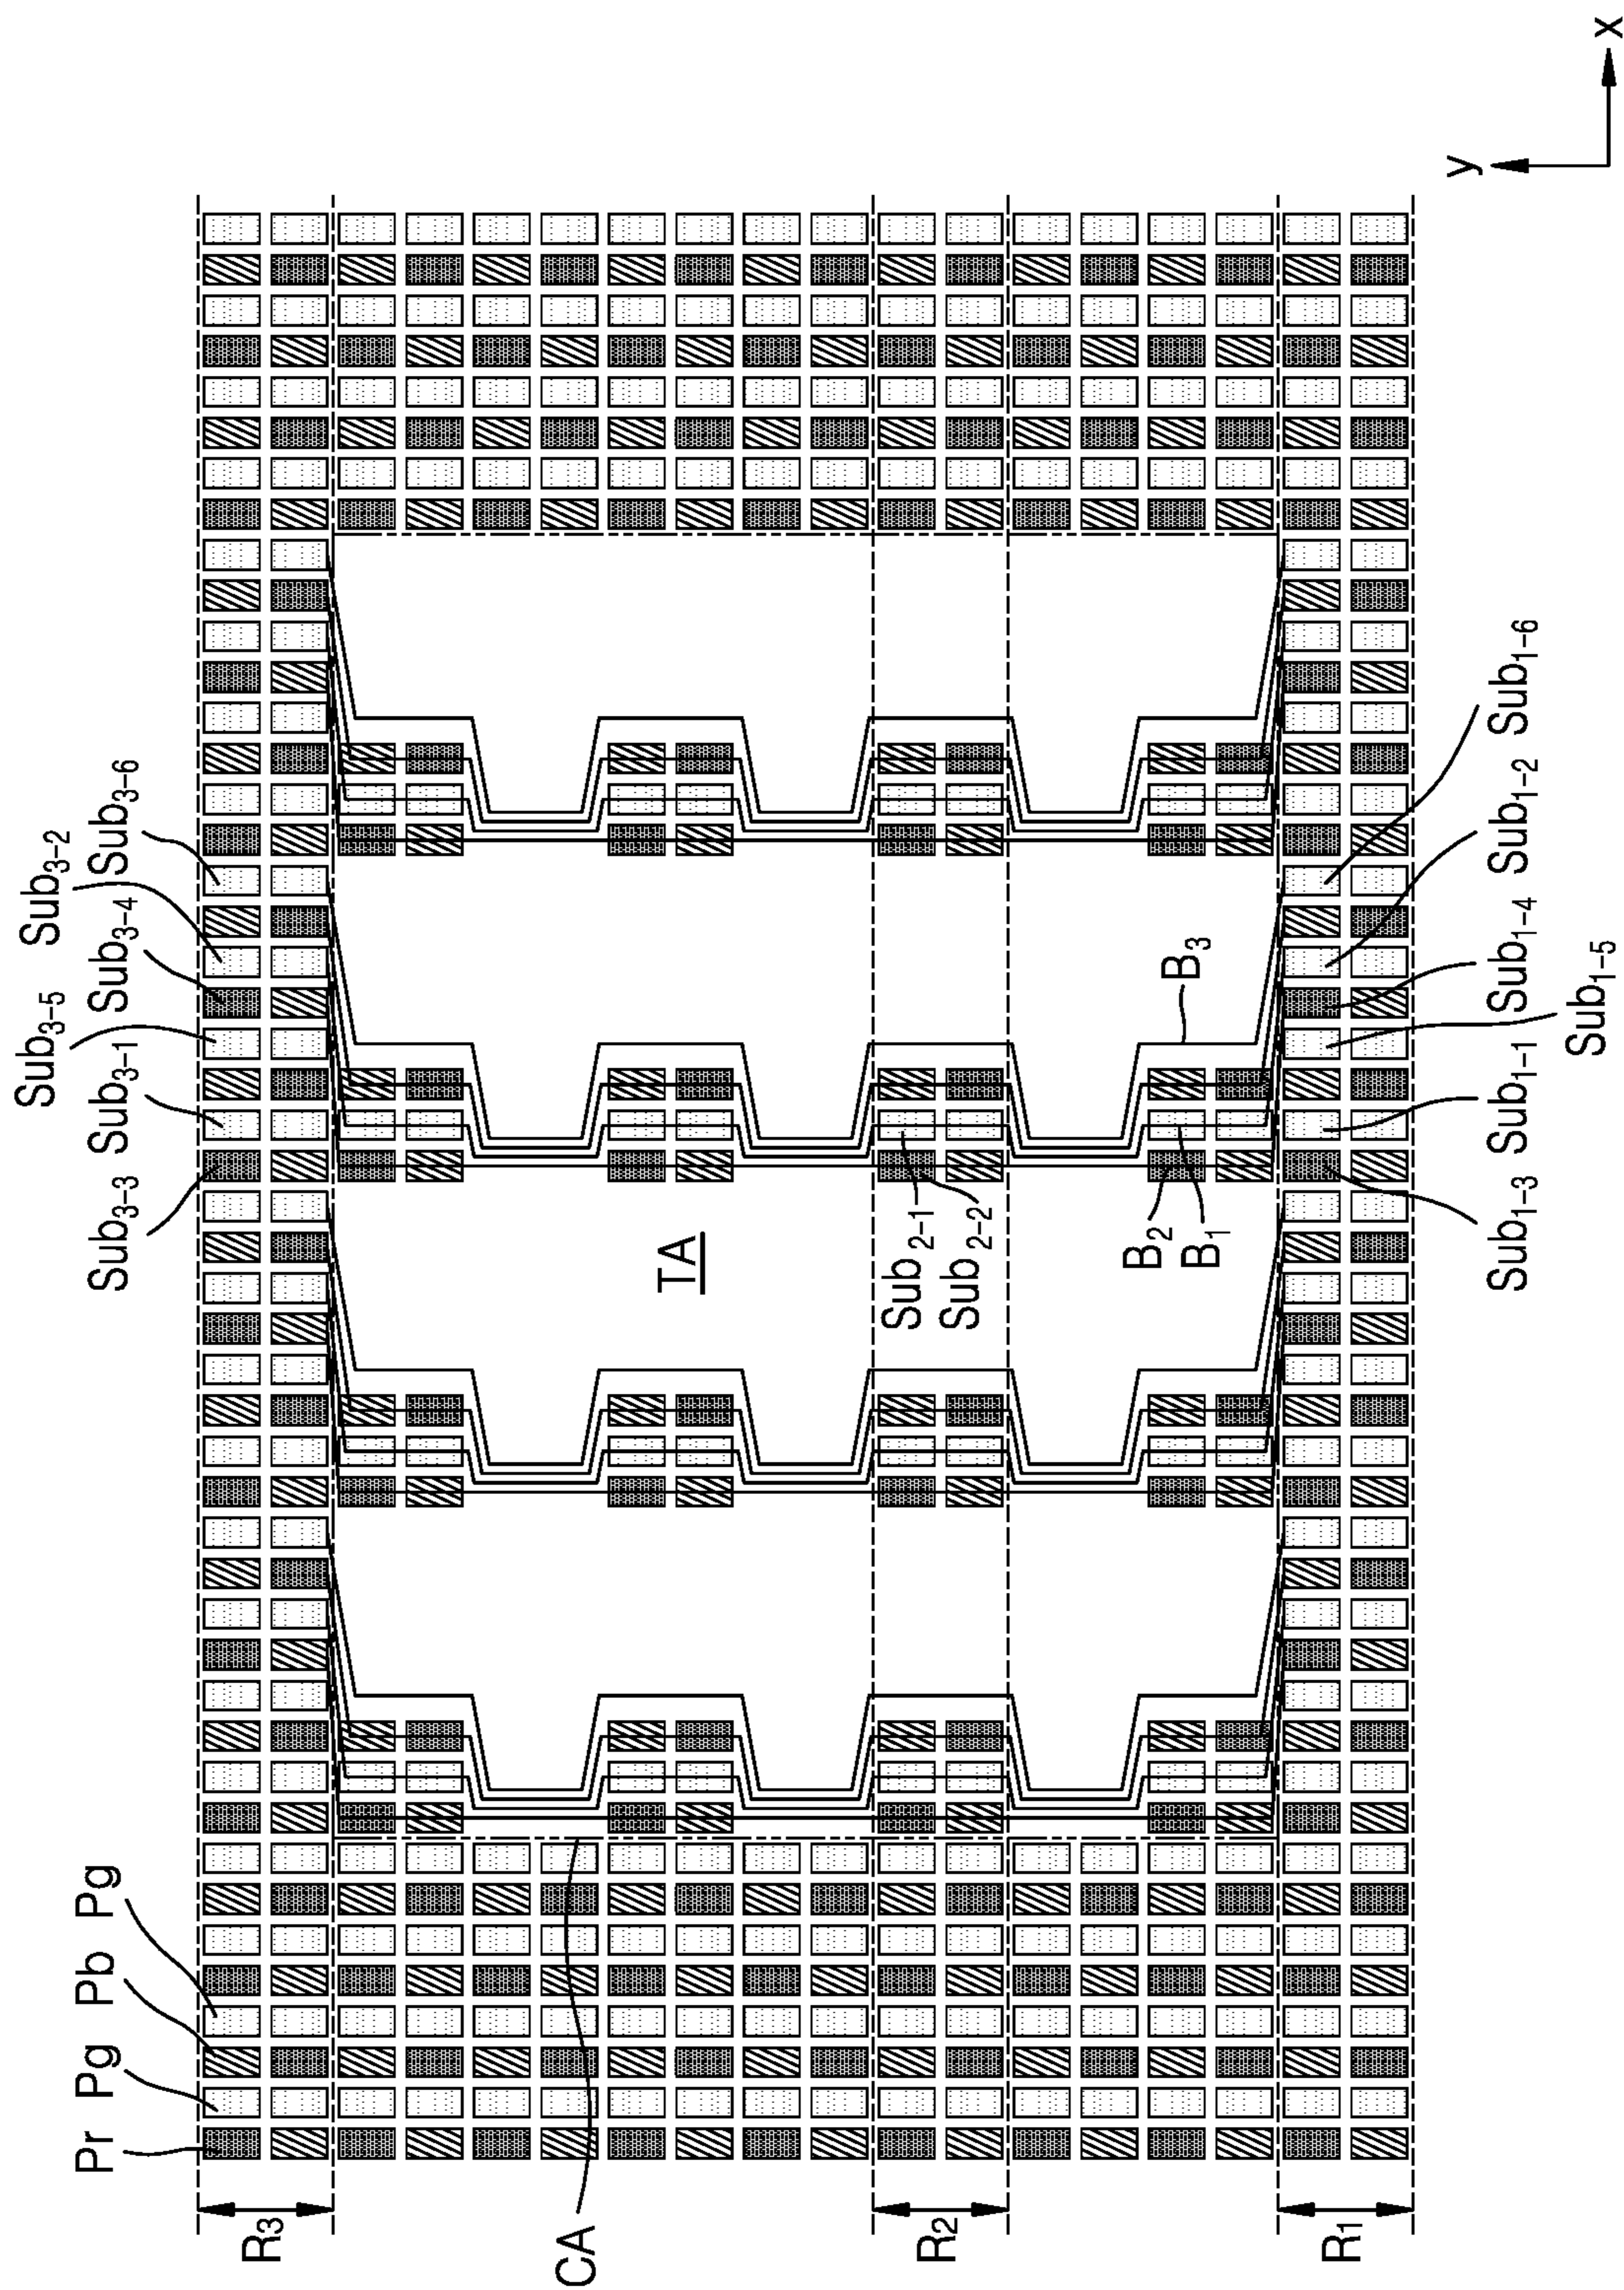 Sub3-5 Sub3-2
Pr Pg Pb Pg Sub3-3 Sub3-1 Sub3-4 Sub3-6
R3
CA
TA
Sub2-1
R2
Sub2-2
B2
B3
B1
R1
y
Sub1-3 Sub1-1 Sub1-4 Sub1-2 Sub1-6
Sub1-5
x